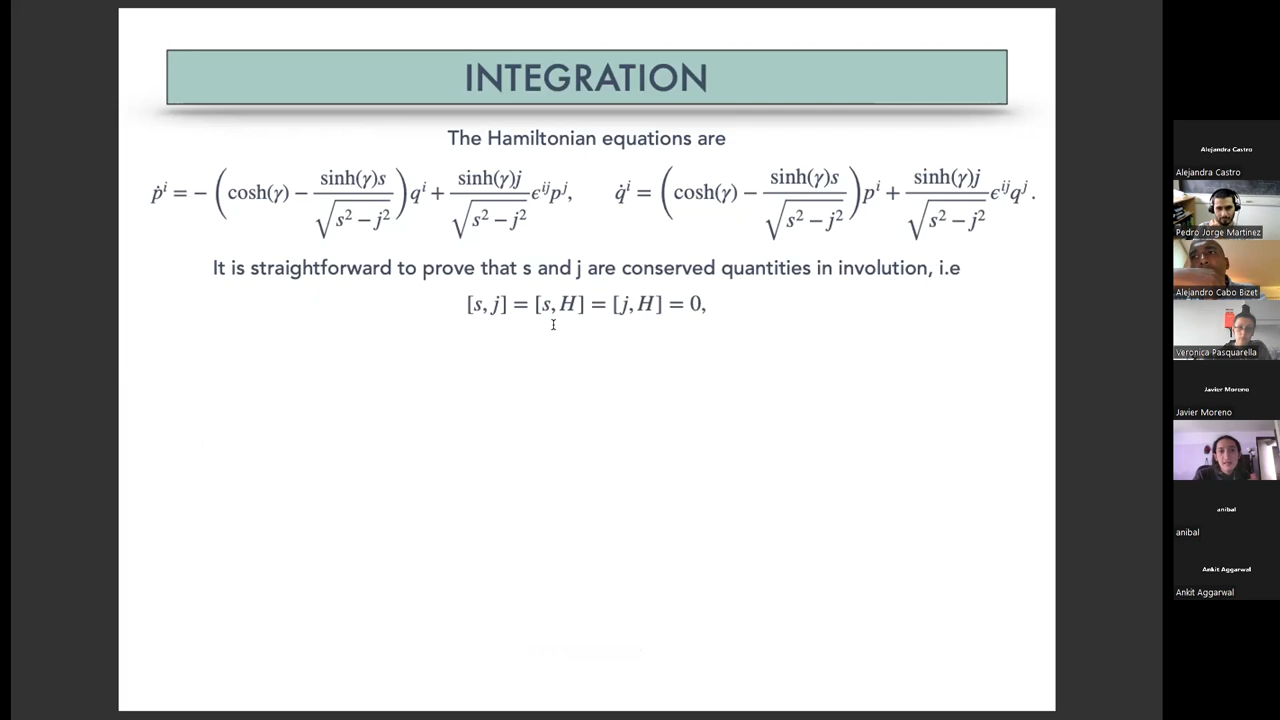 INTEGRATION
The Hamiltonian equations are
ṗ^i = − (cosh(γ) − sinh(γ)s / √(s² − j²)) q^i + sinh(γ)j / √(s² − j²) ϵ^{ij}p^j,   q̇^i = (cosh(γ) − sinh(γ)s / √(s² − j²)) p^i + sinh(γ)j / √(s² − j²) ϵ^{ij}q^j .
It is straightforward to prove that s and j are conserved quantities in involution, i.e
[s, j] = [s, H] = [j, H] = 0,
Alejandra Castro
Alejandra Castro
Pedro Jorge Martinez
Alejandro Cabo Bizet
Veronica Pasquarella
Javier Moreno
Javier Moreno
anibal
anibal
Ankit Aggarwal
Ankit Aggarwal